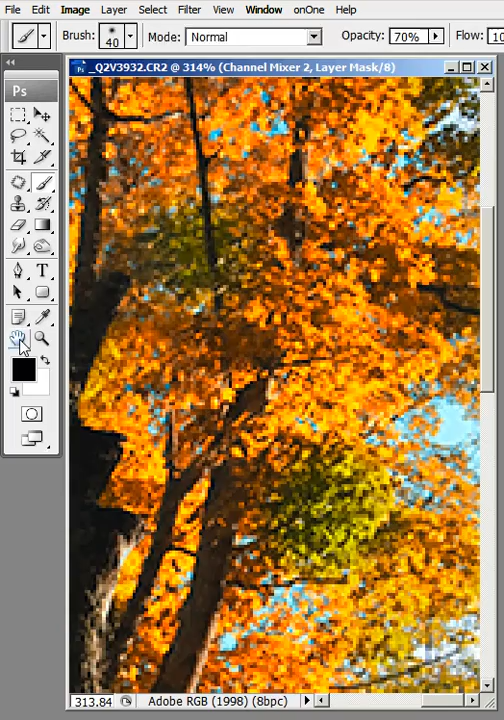 File Edit Image Layer Select Filter View Window onOne Help
Brush: 40 Mode: Normal Opacity: 70% Flow:
_Q2V3932.CR2 @ 314% (Channel Mixer 2, Layer Mask/8)
Ps
T
313.84 Adobe RGB (1998) (8bpc)